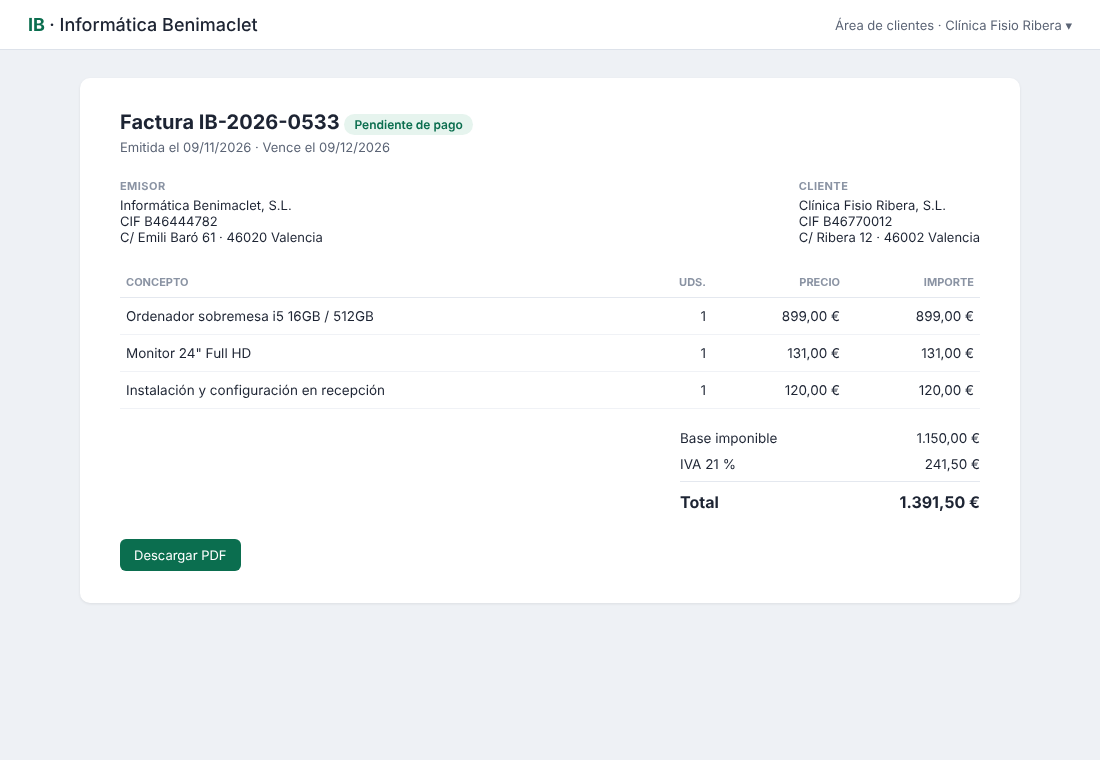 IB · Informática Benimaclet
Área de clientes · Clínica Fisio Ribera ▾
Factura IB-2026-0533 Pendiente de pago
Emitida el 09/11/2026 · Vence el 09/12/2026
EMISOR
Informática Benimaclet, S.L.
CIF B46444782
C/ Emili Baró 61 · 46020 Valencia
CLIENTE
Clínica Fisio Ribera, S.L.
CIF B46770012
C/ Ribera 12 · 46002 Valencia
CONCEPTO UDS. PRECIO IMPORTE
Ordenador sobremesa i5 16GB / 512GB 1 899,00 € 899,00 €
Monitor 24" Full HD 1 131,00 € 131,00 €
Instalación y configuración en recepción 1 120,00 € 120,00 €
Base imponible 1.150,00 €
IVA 21 % 241,50 €
Total 1.391,50 €
Descargar PDF